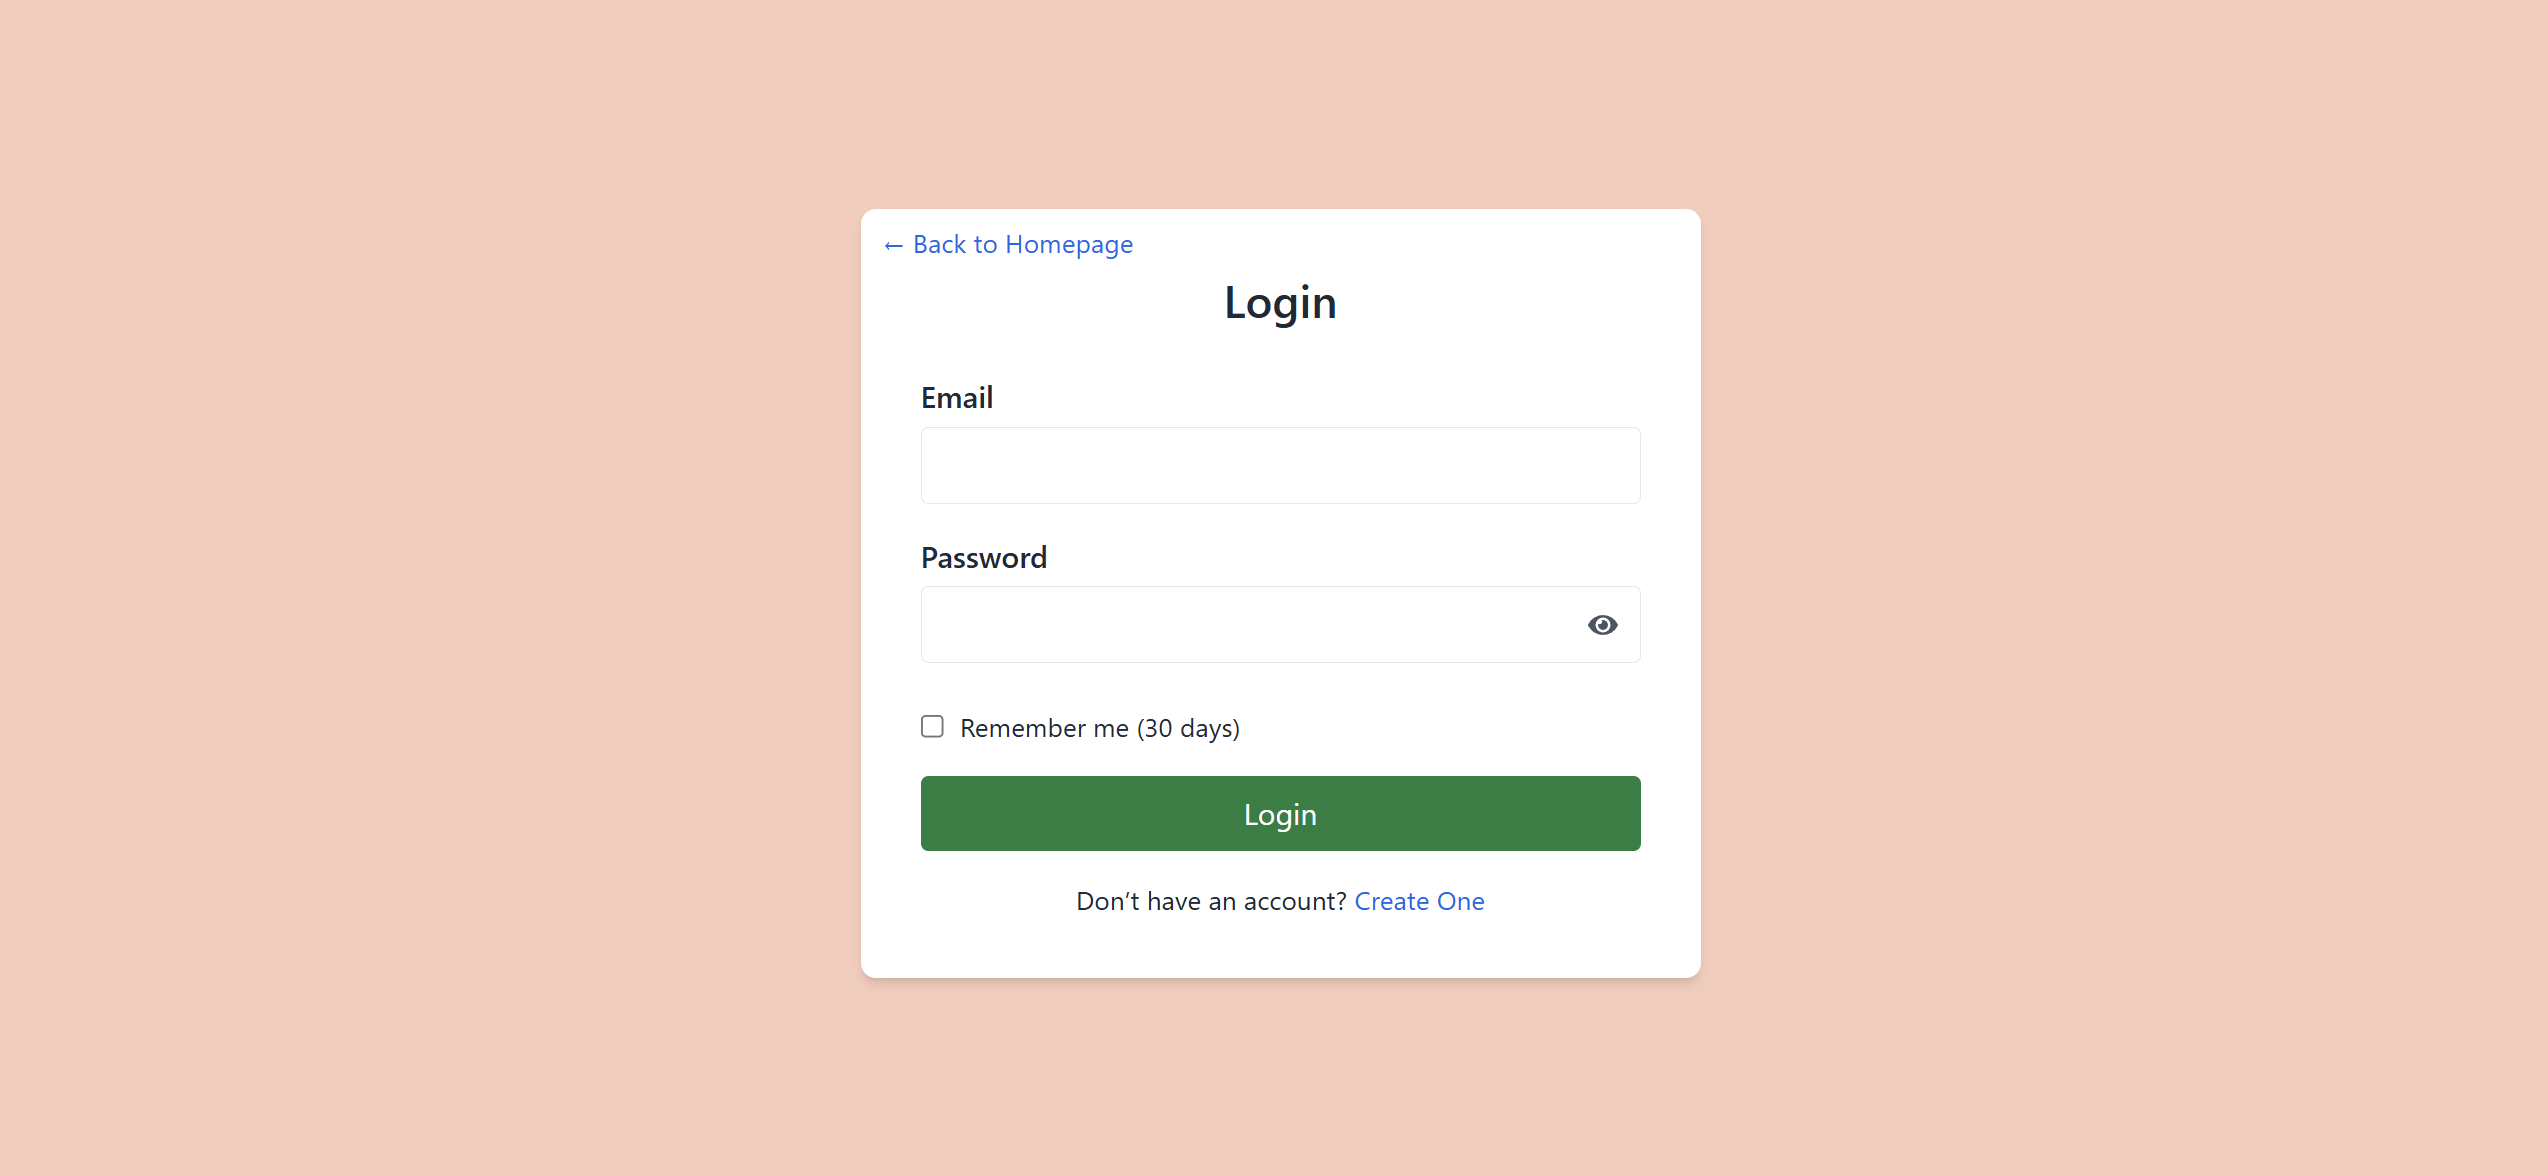 ← Back to Homepage
Login
Email
Password
Remember me (30 days)
Login
Don’t have an account? Create One